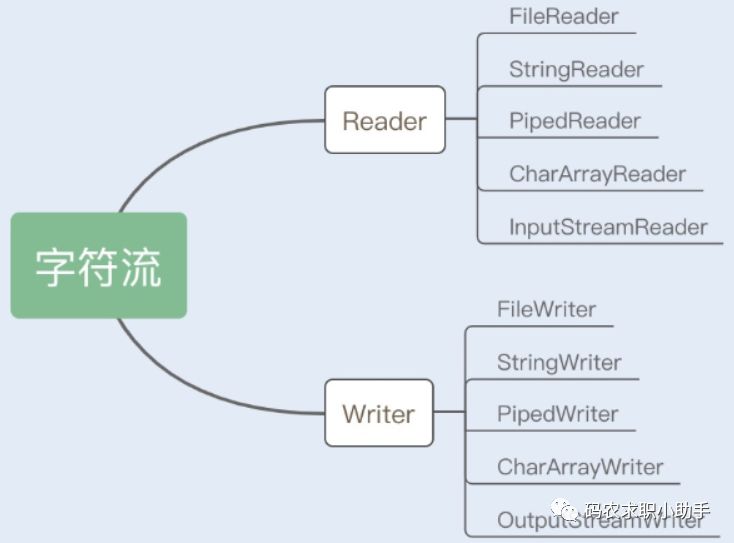 字符流
Reader
FileReader
StringReader
PipedReader
CharArrayReader
InputStreamReader
Writer
FileWriter
StringWriter
PipedWriter
CharArrayWriter
OutputStreamWriter
码农求职小助手